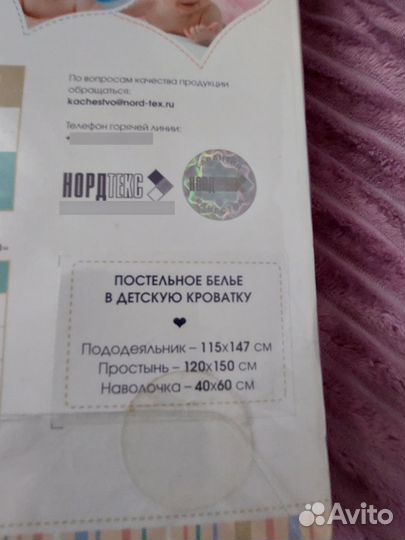 По вопросам качества продукции
обращаться:
kachestvo@nord-tex.ru
Телефон горячей линии:
+
НОРДТЕКС
НОРДТЕКС
ПОСТЕЛЬНОЕ БЕЛЬЕ
В ДЕТСКУЮ КРОВАТКУ
Пододеяльник – 115х147 см
Простынь – 120х150 см
Наволочка – 40х60 см
Avito